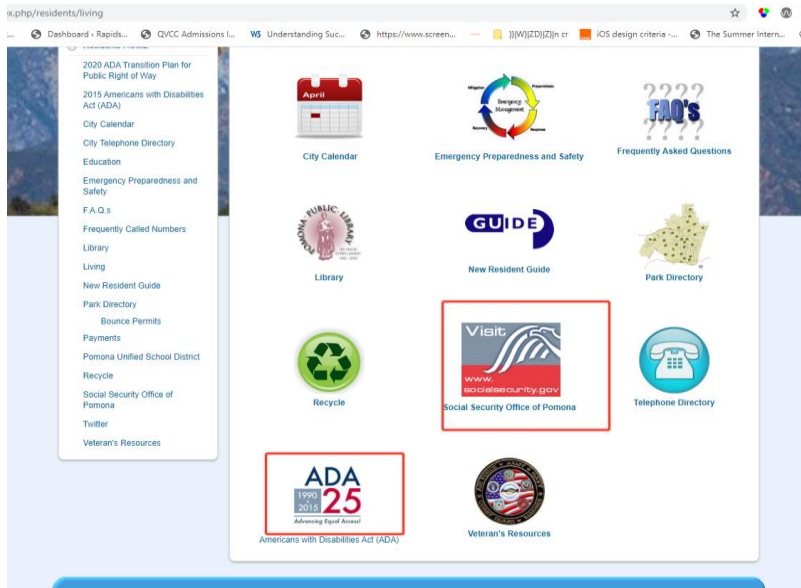 x.php/residents/living
Dashboard ‹ Rapids...
QVCC Admissions I...
W3 Understanding Suc...
https://www.screen...
)|)|W)|(ZD)|(Z)|n cr
iOS design criteria -...
The Summer Intern...
2020 ADA Transition Plan for
Public Right of Way
2015 Americans with Disabilities
Act (ADA)
City Calendar
City Telephone Directory
Education
Emergency Preparedness and
Safety
F.A.Q.s
Frequently Called Numbers
Library
Living
New Resident Guide
Park Directory
Bounce Permits
Payments
Pomona Unified School District
Recycle
Social Security Office of
Pomona
Twitter
Veteran's Resources
April
City Calendar
Mitigation
Preparedness
Emergency
Management
Recovery
Response
Emergency Preparedness and Safety
????
FAQ's
????
Frequently Asked Questions
POMONA PUBLIC LIBRARY
Library
GUIDE
New Resident Guide
Park Directory
Recycle
Visit
www.
socialsecurity.gov
Social Security Office of Pomona
Telephone Directory
ADA
1990
2015
25
Advancing Equal Access!
Americans with Disabilities Act (ADA)
Veteran's Resources